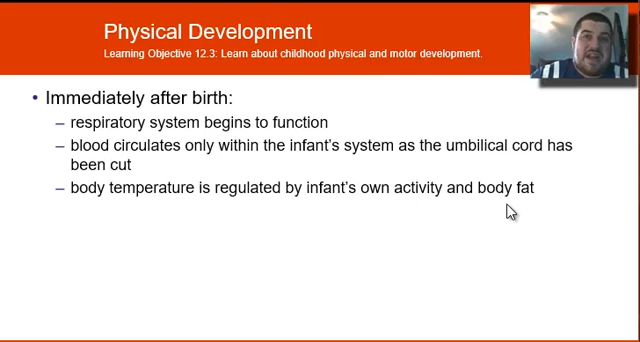 Physical Development
Learning Objective 12.3: Learn about childhood physical and motor development.
• Immediately after birth:
– respiratory system begins to function
– blood circulates only within the infant's system as the umbilical cord has
been cut
– body temperature is regulated by infant's own activity and body fat